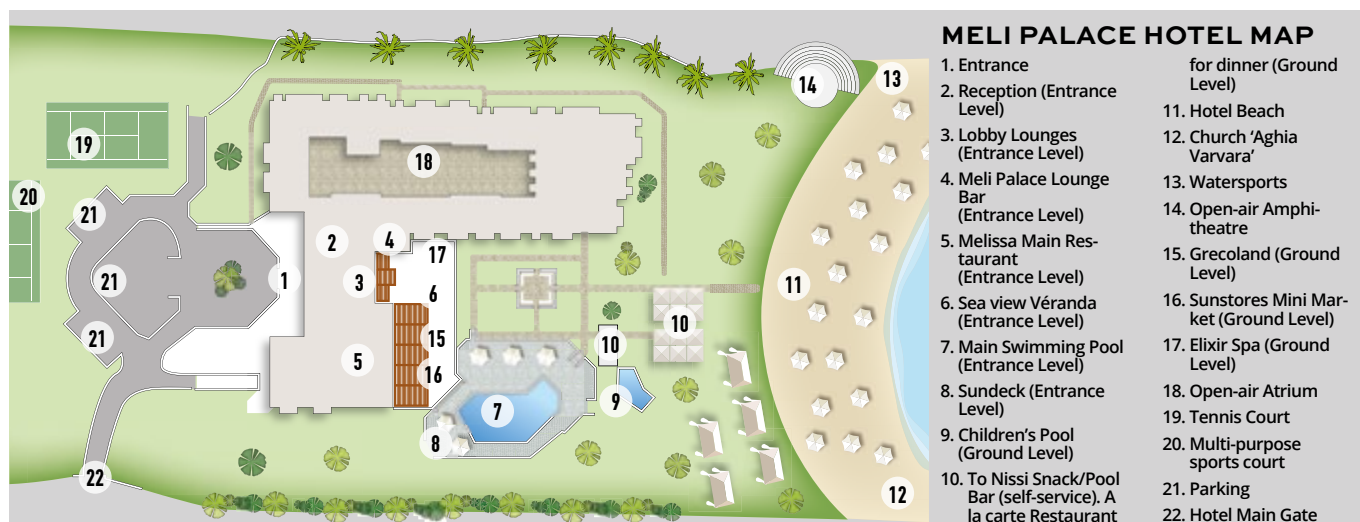 MELI PALACE HOTEL MAP
1. Entrance
2. Reception (Entrance
Level)
3. Lobby Lounges
(Entrance Level)
4. Meli Palace Lounge
Bar
(Entrance Level)
5. Melissa Main Res-
taurant
(Entrance Level)
6. Sea view Véranda
(Entrance Level)
7. Main Swimming Pool
(Entrance Level)
8. Sundeck (Entrance
Level)
9. Children's Pool
(Ground Level)
10. To Nissi Snack/Pool
Bar (self-service). A
la carte Restaurant
for dinner (Ground
Level)
11. Hotel Beach
12. Church ‘Aghia
Varvara’
13. Watersports
14. Open-air Amphi-
theatre
15. Grecoland (Ground
Level)
16. Sunstores Mini Mar-
ket (Ground Level)
17. Elixir Spa (Ground
Level)
18. Open-air Atrium
19. Tennis Court
20. Multi-purpose
sports court
21. Parking
22. Hotel Main Gate
13
14
19
18
20
21
2
4
17
1
3
21
11
6
10
15
21
10
5
16
9
7
8
22
12